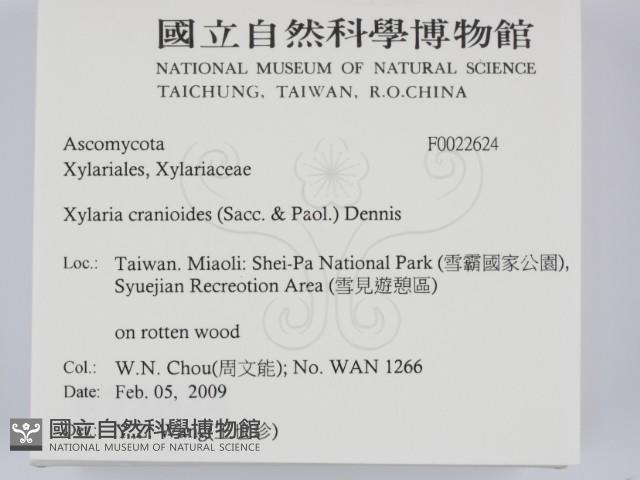 國立自然科學博物館
NATIONAL MUSEUM OF NATURAL SCIENCE
TAICHUNG, TAIWAN, R.O.CHINA
Ascomycota F0022624
Xylariales, Xylariaceae
Xylaria cranioides (Sacc. & Paol.) Dennis
Loc.: Taiwan. Miaoli: Shei-Pa National Park (雪霸國家公園),
Syuejian Recreotion Area (雪見遊憩區)
on rotten wood
Col.: W.N. Chou(周文能); No. WAN 1266
Date: Feb. 05, 2009
國立自然科學博物館
NATIONAL MUSEUM OF NATURAL SCIENCE